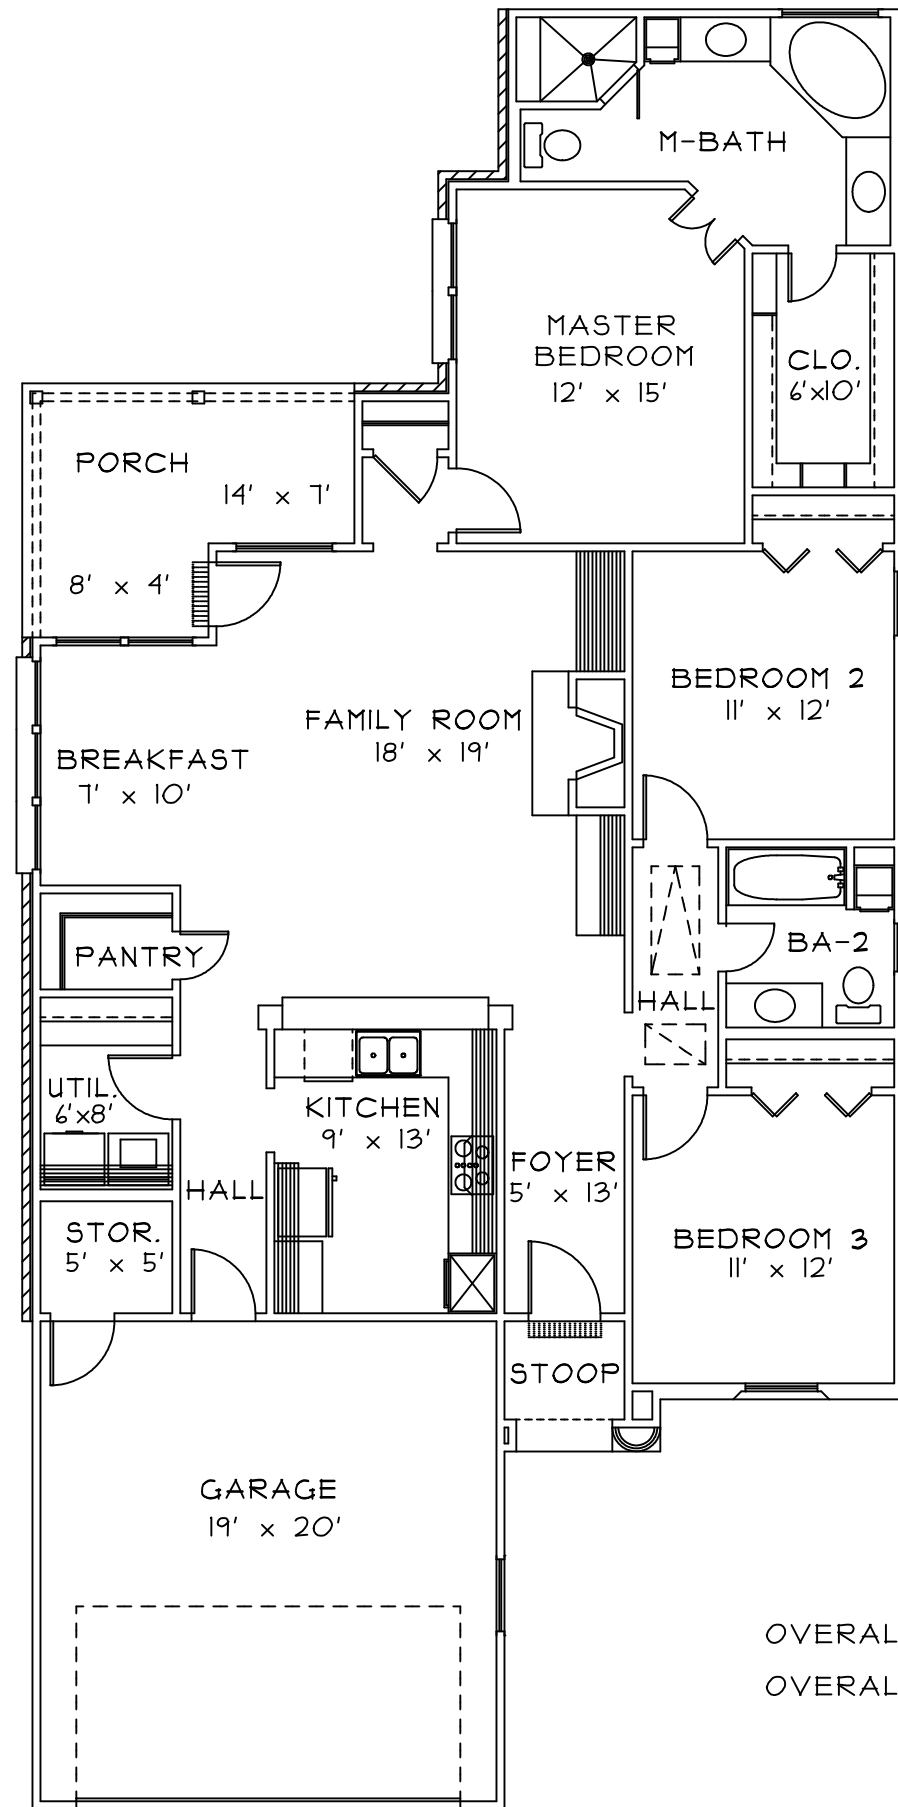 M-BATH
MASTER
BEDROOM
12' x 15'
CLO.
6'x10'
PORCH
14' x 7'
8' x 4'
BEDROOM 2
11' x 12'
FAMILY ROOM
18' x 19'
BREAKFAST
7' x 10'
PANTRY
BA-2
HALL
UTIL.
6'x8'
KITCHEN
9' x 13'
FOYER
5' x 13'
HALL
STOR.
5' x 5'
BEDROOM 3
11' x 12'
STOOP
GARAGE
19' x 20'
OVERAL
OVERAL